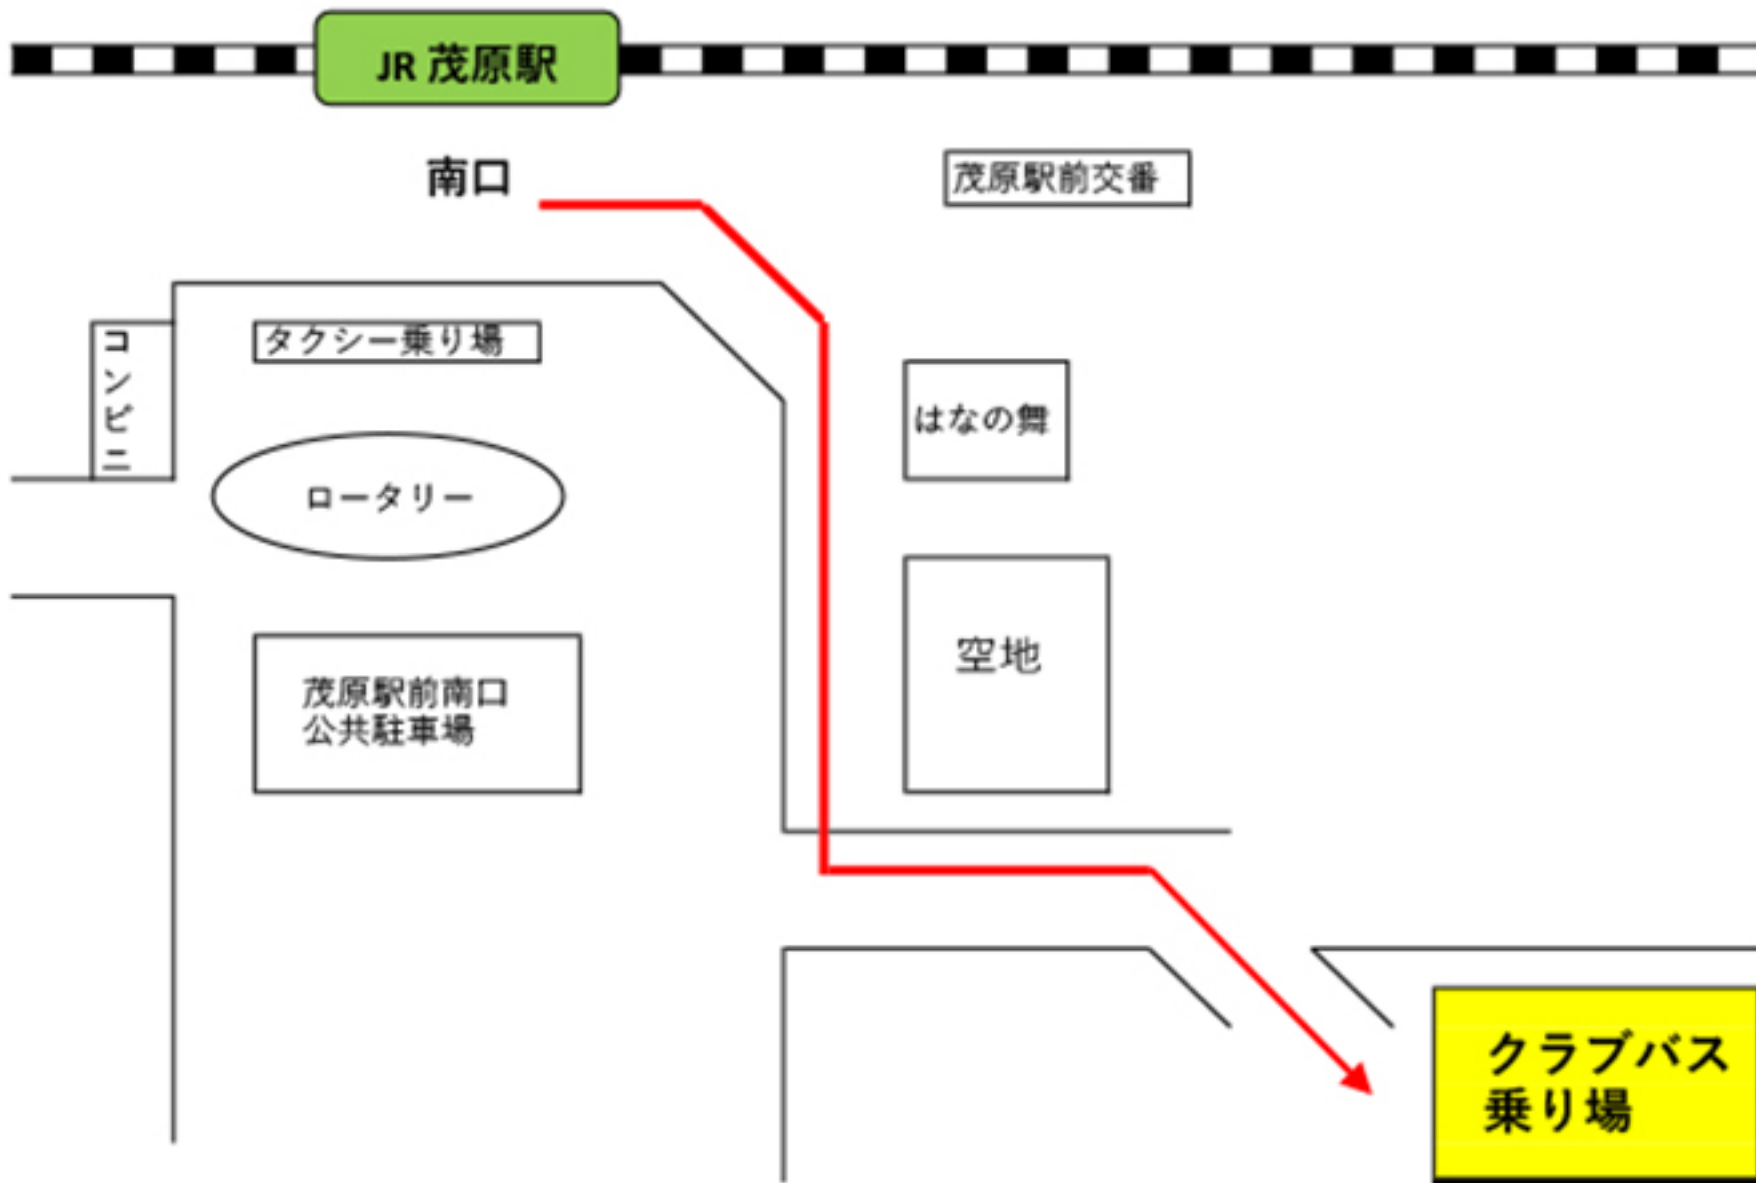 JR 茂原駅
南口
茂原駅前交番
コンビニ
タクシー乗り場
はなの舞
ロータリー
空地
茂原駅前南口
公共駐車場
クラブバス
乗り場